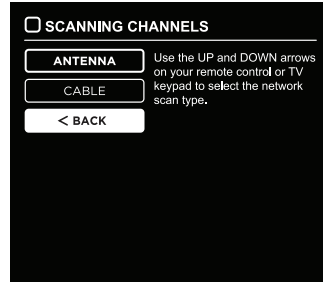 SCANNING CHANNELS
ANTENNA
CABLE
< BACK
Use the UP and DOWN arrows
on your remote control or TV
keypad to select the network
scan type.